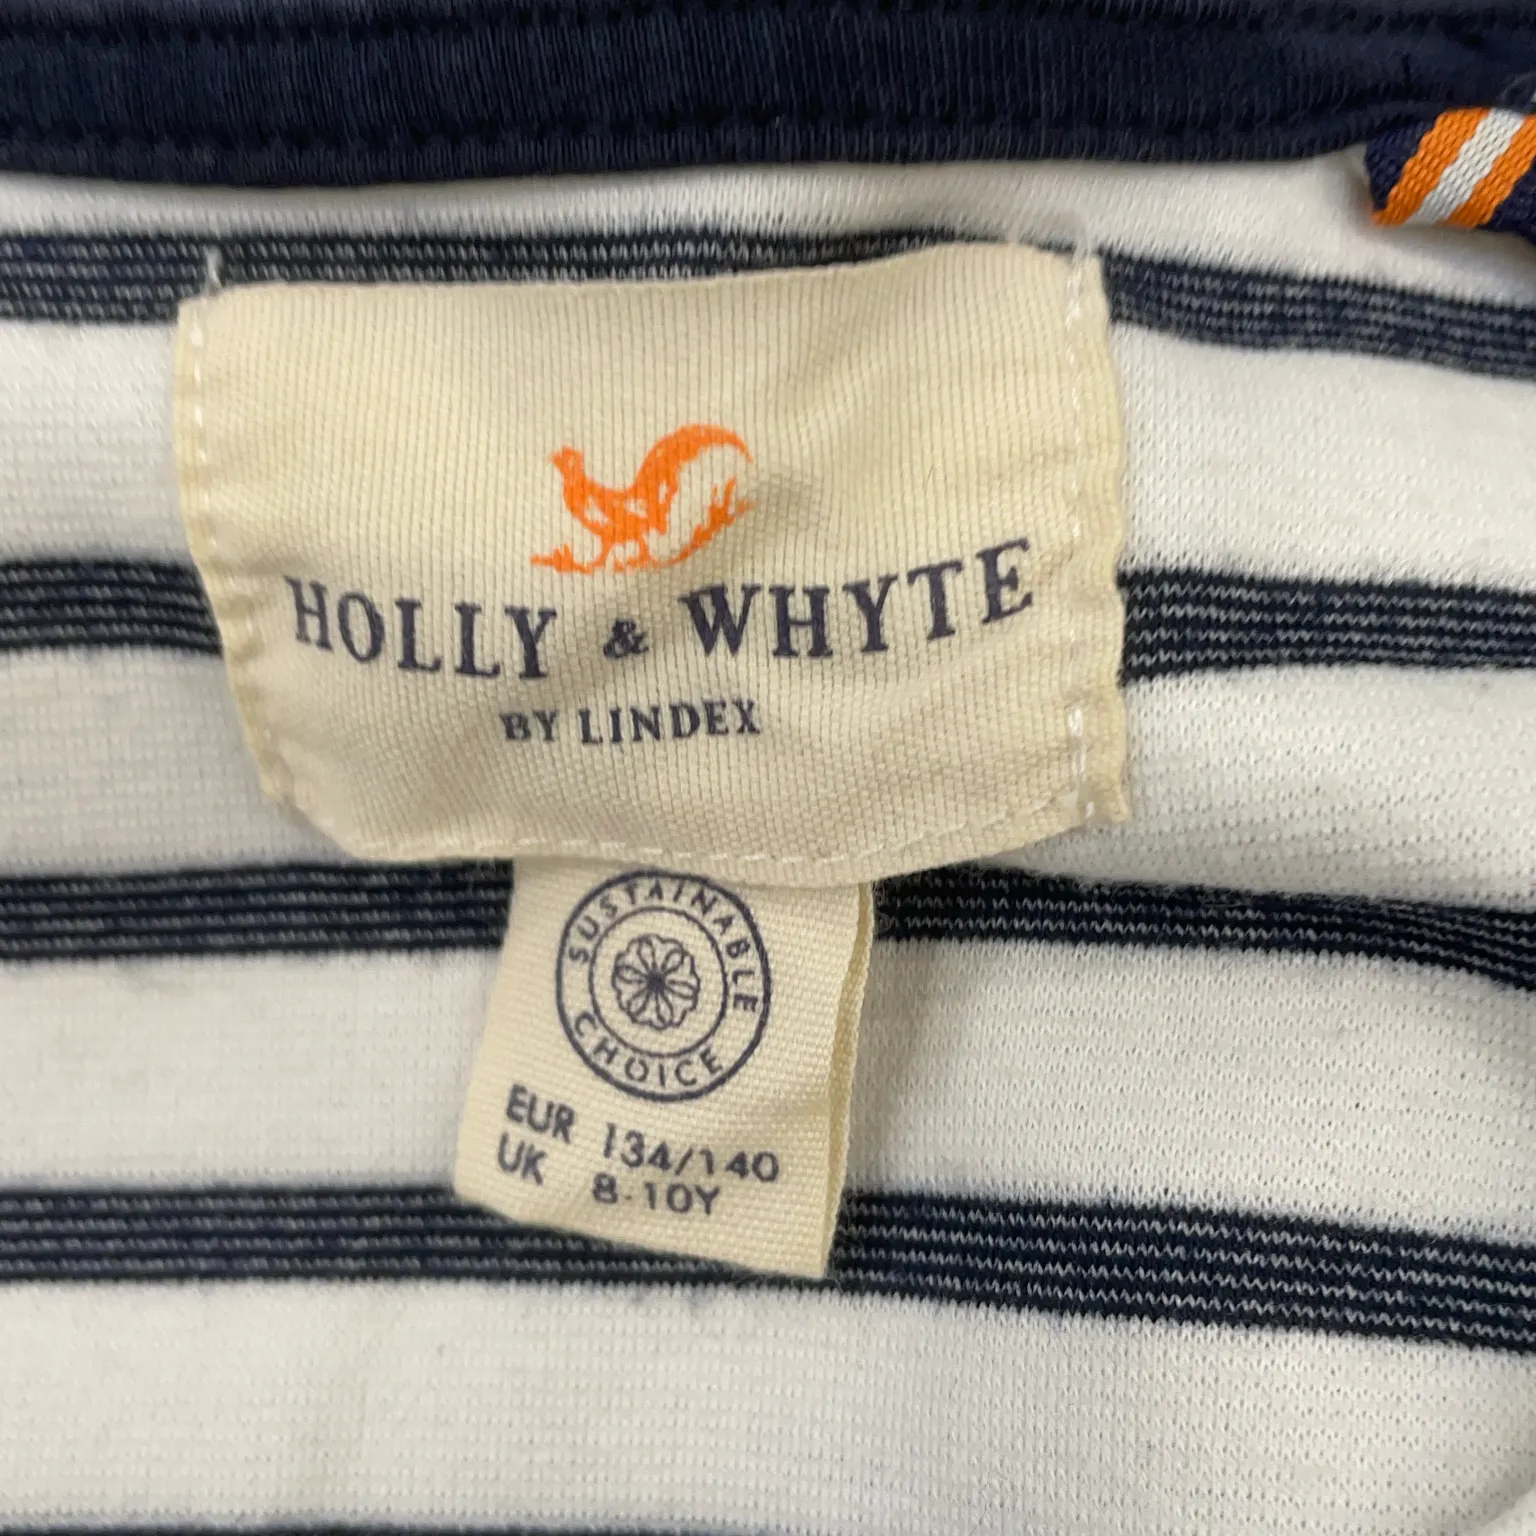 HOLLY & WHYTE
BY LINDEX
SUSTAINABLE
CHOICE
EUR 134/140
UK 8-10Y